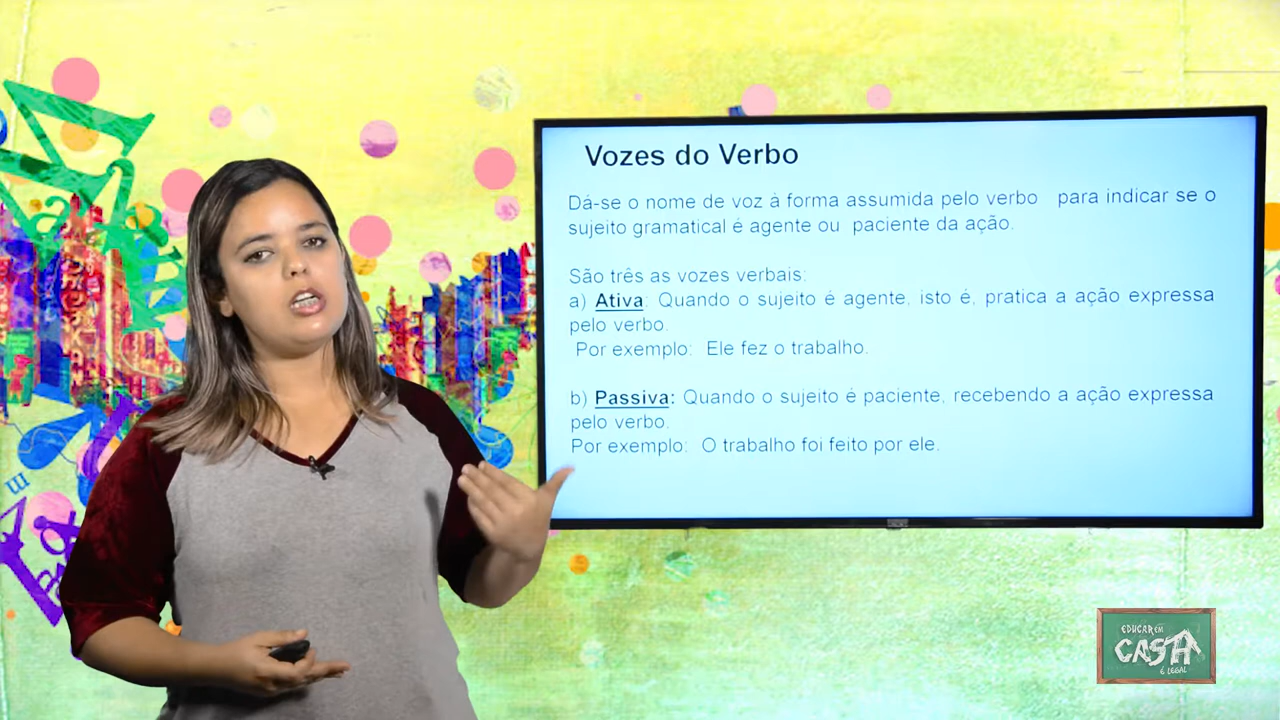 Vozes do Verbo
Dá-se o nome de voz à forma assumida pelo verbo para indicar se o
sujeito gramatical é agente ou paciente da ação.
São três as vozes verbais:
a) Ativa: Quando o sujeito é agente, isto é, pratica a ação expressa
pelo verbo.
Por exemplo: Ele fez o trabalho.
b) Passiva: Quando o sujeito é paciente, recebendo a ação expressa
pelo verbo.
Por exemplo: O trabalho foi feito por ele.
EDUCAR EM
CASA
É LEGAL